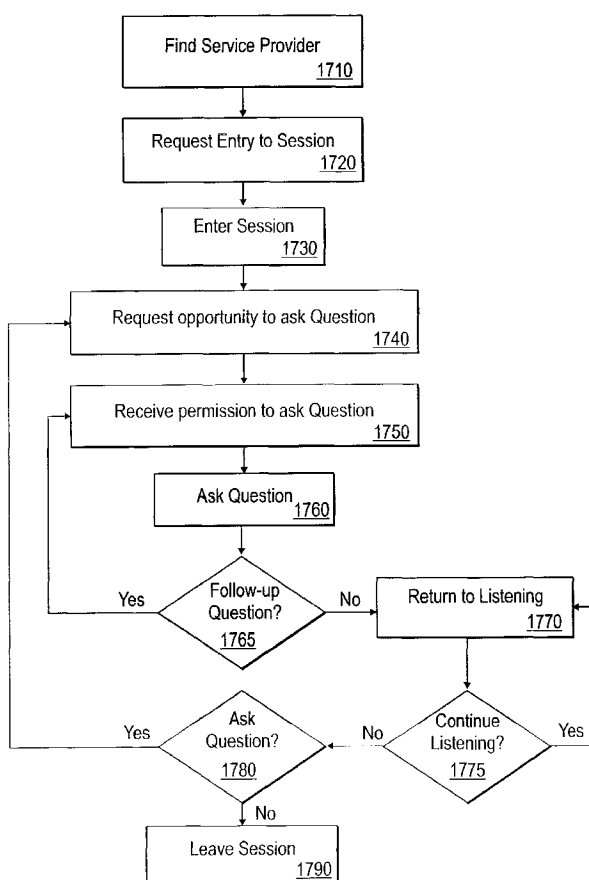 Find Service Provider
1710
Request Entry to Session
1720
Enter Session
1730
Request opportunity to ask Question
1740
Receive permission to ask Question
1750
Ask Question
1760
Yes
Follow-up
Question?
1765
No
Return to Listening
1770
Yes
Ask
Question?
1780
No
Continue
Listening?
1775
Yes
No
Leave Session
1790